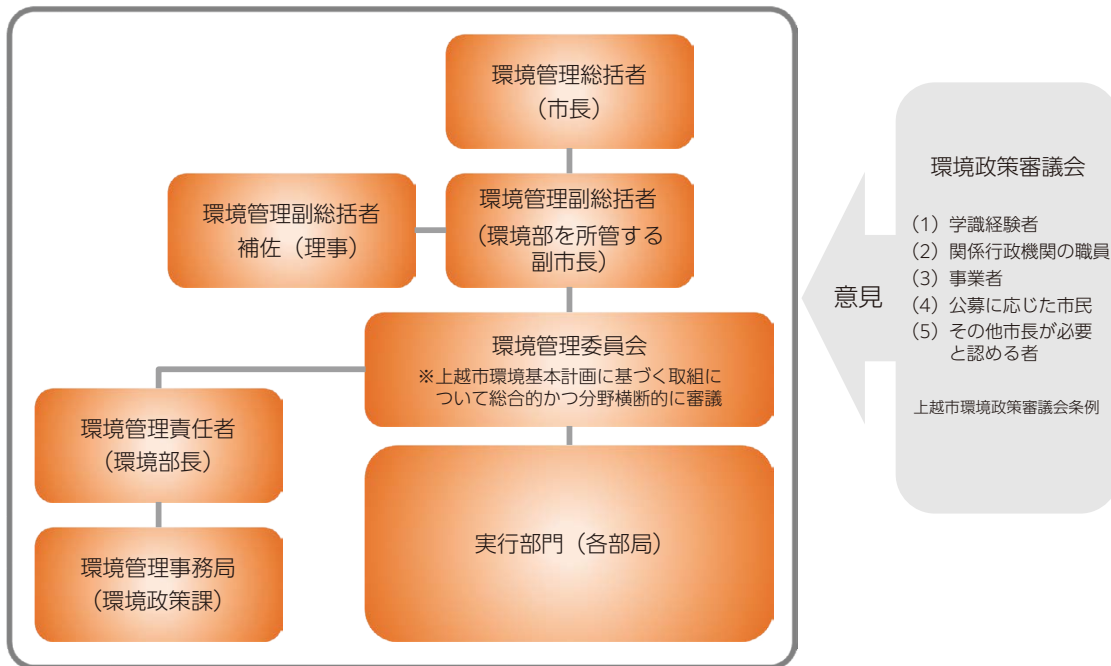 環境管理総括者
（市長）
環境管理副総括者
補佐（理事）
環境管理副総括者
（環境部を所管する
副市長）
環境管理委員会
※上越市環境基本計画に基づく取組に
ついて総合的かつ分野横断的に審議
環境管理責任者
（環境部長）
環境管理事務局
（環境政策課）
実行部門（各部局）
意見
環境政策審議会
（1）学識経験者
（2）関係行政機関の職員
（3）事業者
（4）公募に応じた市民
（5）その他市長が必要
と認める者
上越市環境政策審議会条例